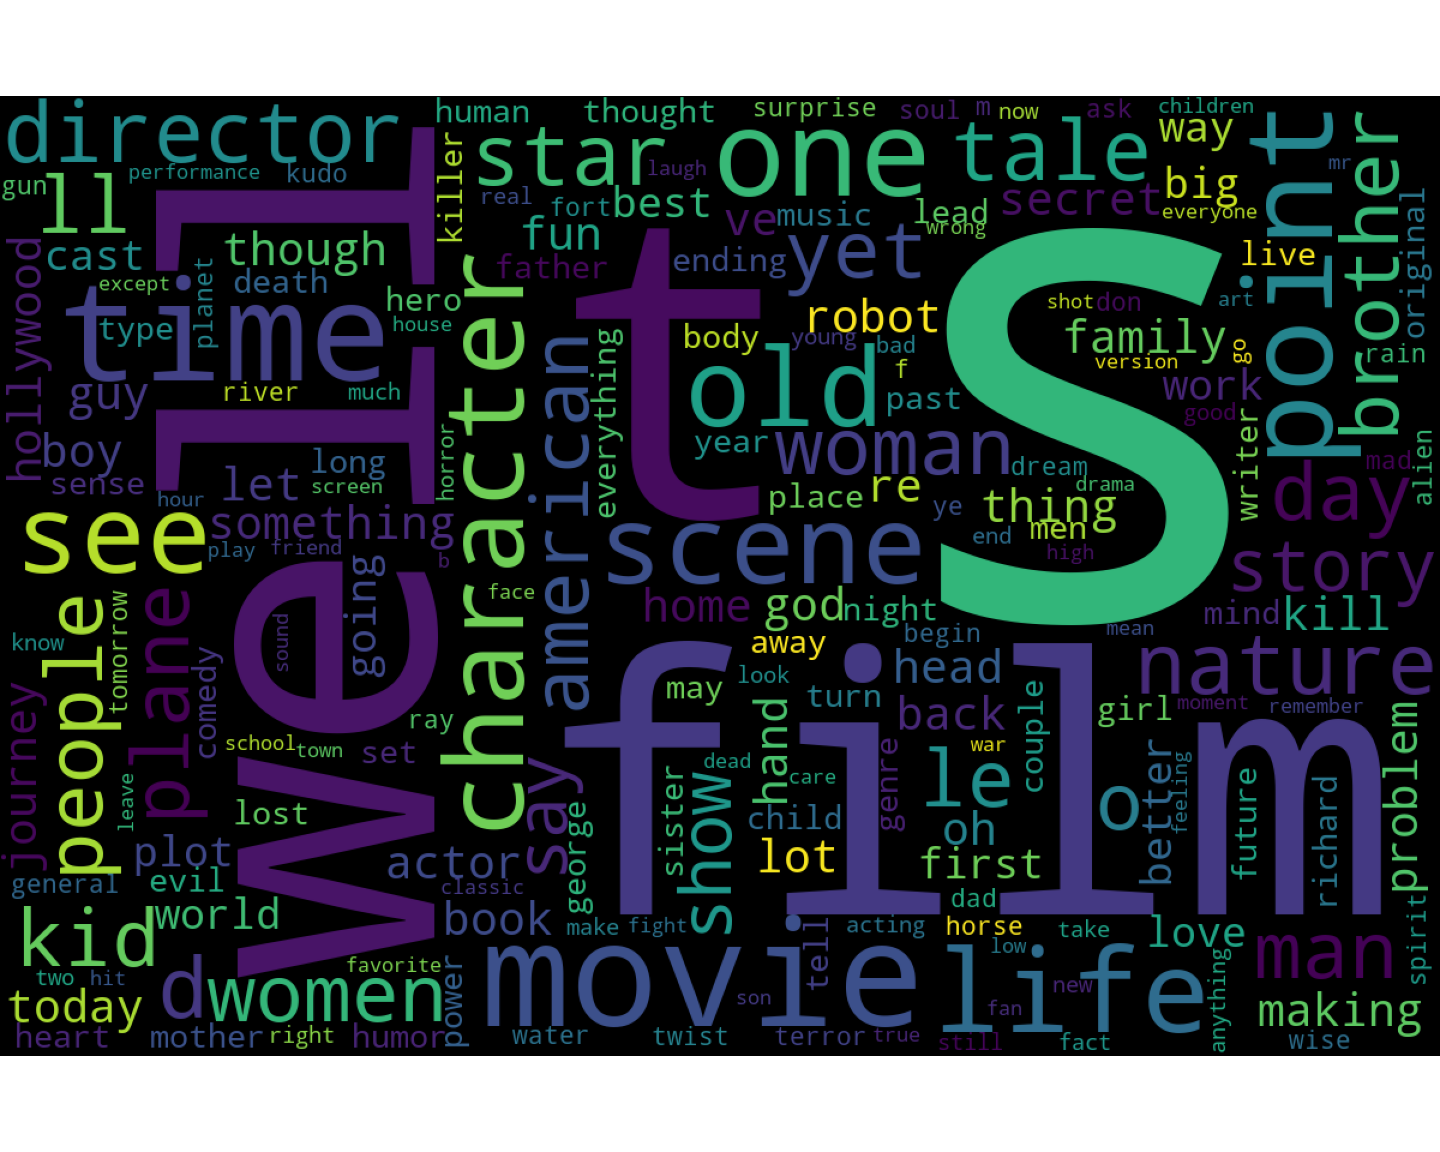 director
human
thought
surprise
soul
m
now
ask
children
way
gun
ll
performance
kudo
killer
star
laugh
one
tale
point
brother
mr
cast
though
real
fort
best
ve
music
lead
wrong
secret
big
everyone
original
hollywood
time
except
planet
death
type
ill
hero
house
fun
father
ending
yet
t
s
live
shot
don
art
family
version
go
rain
robot
body
young
bad
f
old
past
work
good
guy
river
much
character
american
everything
year
woman
boy
sense
long
screen
let
horror
hour
something
place
re
dream
drama
ye
thing
men
writer
day
mad
alien
see
play
friend
b
going
scene
end
high
story
people
tomorrow
plane
we
sound
face
home
god
night
mind
kill
know
journey
comedy
away
begin
mean
head
nature
may
look
turn
back
girl
moment
remember
ray
school
town
set
say
film
hand
genre
war
couple
leave
lost
dead
care
sister
show
le
o
better
feeling
future
richard
problem
plot
actor
george
child
oh
lot
first
general
evil
classic
dad
kid
world
book
make
fight
acting
horse
take
love
man
spirit
two
hit
favorite
d
women
power
movie
son
tell
low
life
fan
new
anything
today
making
heart
mother
right
humor
water
twist
terror
true
still
fact
wise